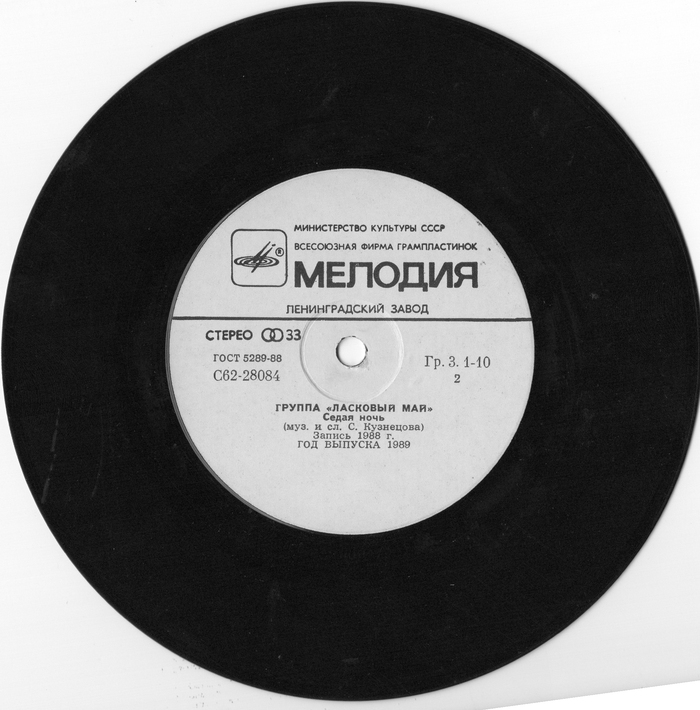 МИНИСТЕРСТВО КУЛЬТУРЫ СССР
ВСЕСОЮЗНАЯ ФИРМА ГРАМПЛАСТИНОК
®
МЕЛОДИЯ
ЛЕНИНГРАДСКИЙ ЗАВОД
СТЕРЕО 33
ГОСТ 5289-88
С62-28084
Гр. 3. 1-10
2
ГРУППА «ЛАСКОВЫЙ МАЙ»
Седая ночь
(муз. и сл. С. Кузнецова)
Запись 1988 г.
ГОД ВЫПУСКА 1989